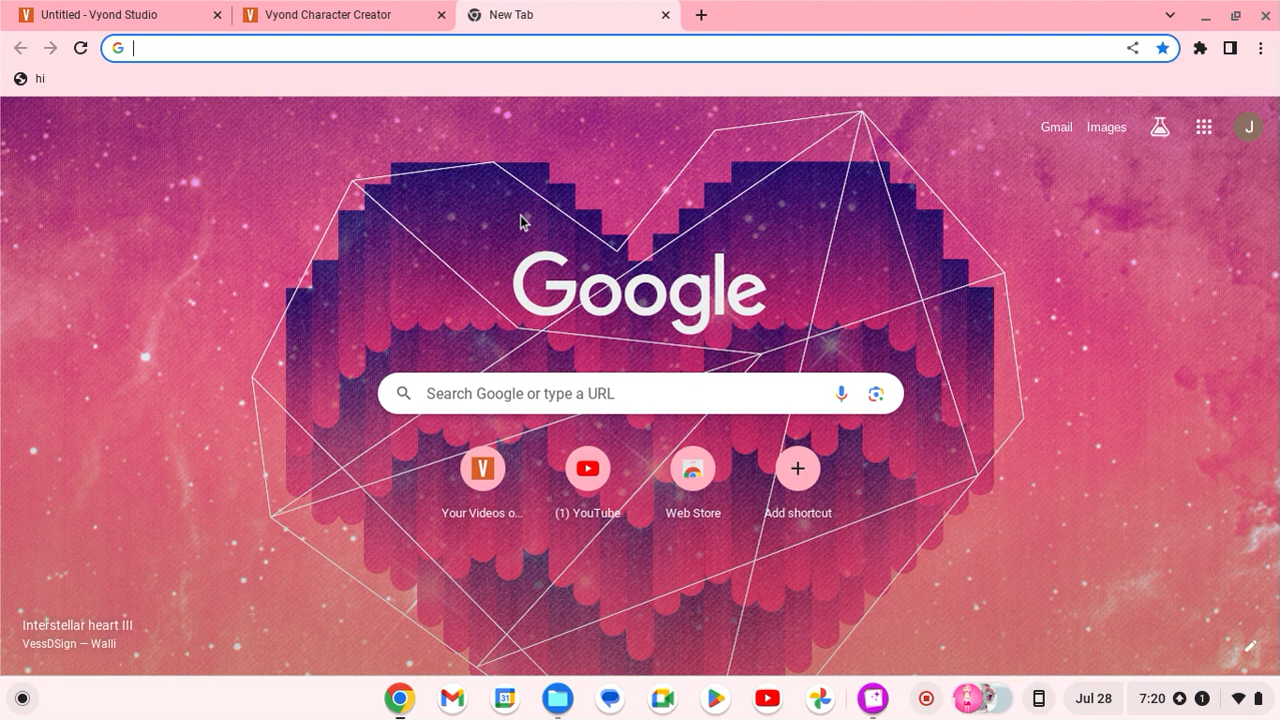 Untitled - Vyond Studio
Vyond Character Creator
New Tab
hi
Gmail
Images
J
Google
Search Google or type a URL
Your Videos o...
(1) YouTube
Web Store
Add shortcut
Interstellar heart III
VessDSign — Walli
31
Jul 28
7:20
1